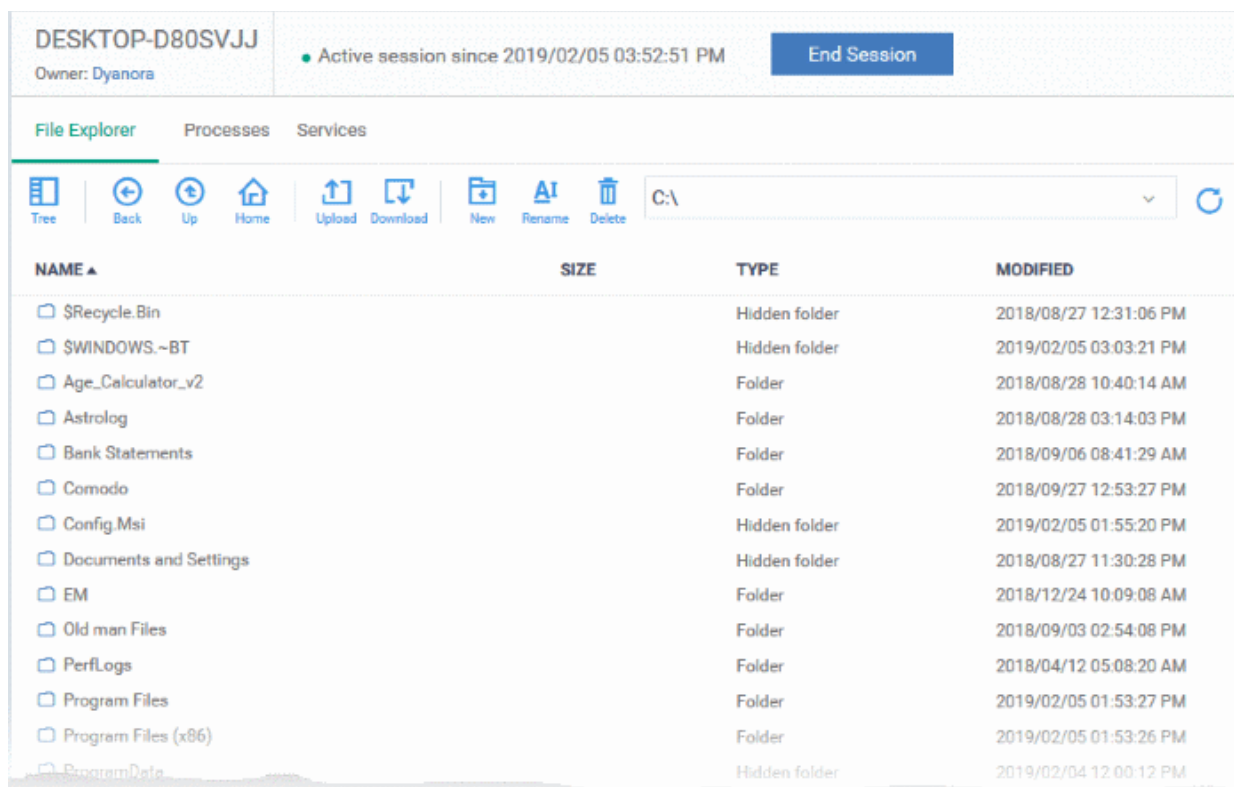 DESKTOP-D80SVJJ
Owner: Dyanora
Active session since 2019/02/05 03:52:51 PM
End Session
File Explorer Processes Services
Tree Back Up Home Upload Download New Rename Delete C:\
NAME SIZE TYPE MODIFIED
$Recycle.Bin Hidden folder 2018/08/27 12:31:06 PM
$WINDOWS.~BT Hidden folder 2019/02/05 03:03:21 PM
Age_Calculator_v2 Folder 2018/08/28 10:40:14 AM
Astrolog Folder 2018/08/28 03:14:03 PM
Bank Statements Folder 2018/09/06 08:41:29 AM
Comodo Folder 2018/09/27 12:53:27 PM
Config.Msi Hidden folder 2019/02/05 01:55:20 PM
Documents and Settings Hidden folder 2018/08/27 11:30:28 PM
EM Folder 2018/12/24 10:09:08 AM
Old man Files Folder 2018/09/03 02:54:08 PM
PerfLogs Folder 2018/04/12 05:08:20 AM
Program Files Folder 2019/02/05 01:53:27 PM
Program Files (x86) Folder 2019/02/05 01:53:26 PM
ProgramData Hidden folder 2019/02/04 12:00:12 PM